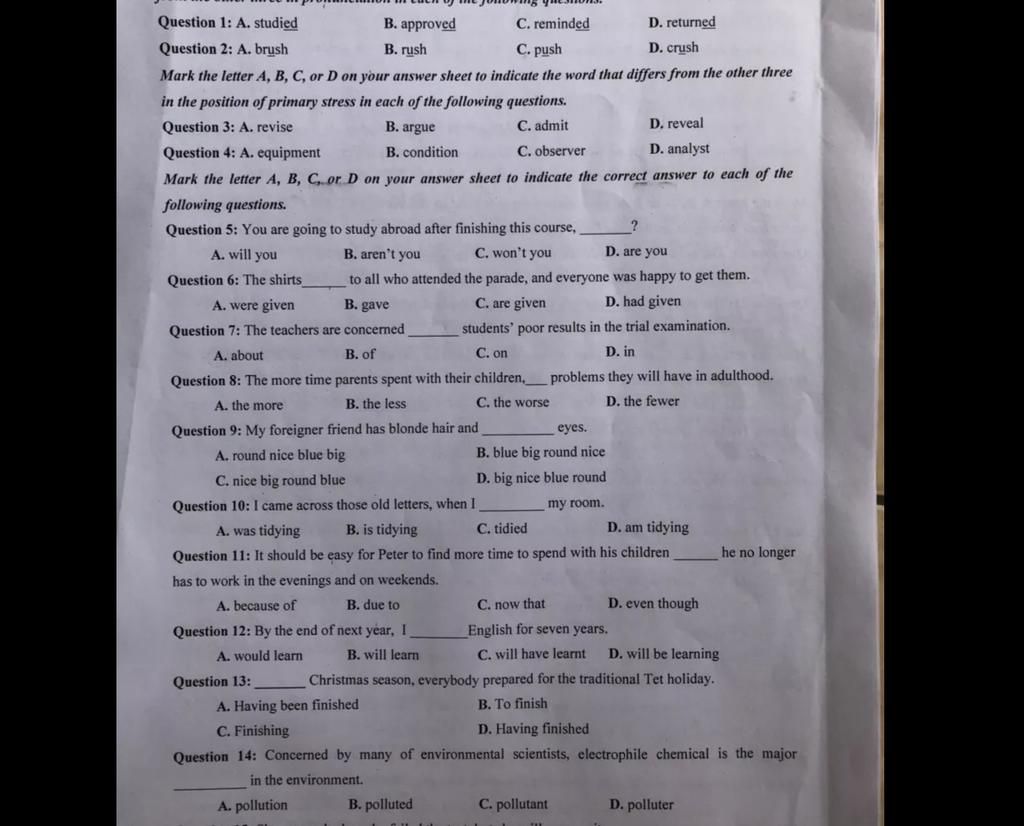 Question 1: A. studied B. approved C. reminded D. returned
Question 2: A. brush B. rush C. push D. crush
Mark the letter A, B, C, or D on your answer sheet to indicate the word that differs from the other three
in the position of primary stress in each of the following questions.
Question 3: A. revise B. argue C. admit D. reveal
Question 4: A. equipment B. condition C. observer D. analyst
Mark the letter A, B, C, or D on your answer sheet to indicate the correct answer to each of the
following questions.
Question 5: You are going to study abroad after finishing this course, _______?
A. will you B. aren't you C. won't you D. are you
Question 6: The shirts______ to all who attended the parade, and everyone was happy to get them.
A. were given B. gave C. are given D. had given
Question 7: The teachers are concerned ______ students' poor results in the trial examination.
A. about B. of C. on D. in
Question 8: The more time parents spent with their children,___ problems they will have in adulthood.
A. the more B. the less C. the worse D. the fewer
Question 9: My foreigner friend has blonde hair and _________ eyes.
A. round nice blue big B. blue big round nice
C. nice big round blue D. big nice blue round
Question 10: I came across those old letters, when I ________ my room.
A. was tidying B. is tidying C. tidied D. am tidying
Question 11: It should be easy for Peter to find more time to spend with his children ______ he no longer
has to work in the evenings and on weekends.
A. because of B. due to C. now that D. even though
Question 12: By the end of next year, I _______English for seven years.
A. would learn B. will learn C. will have learnt D. will be learning
Question 13: _______ Christmas season, everybody prepared for the traditional Tet holiday.
A. Having been finished B. To finish
C. Finishing D. Having finished
Question 14: Concerned by many of environmental scientists, electrophile chemical is the major
_________ in the environment.
A. pollution B. polluted C. pollutant D. polluter